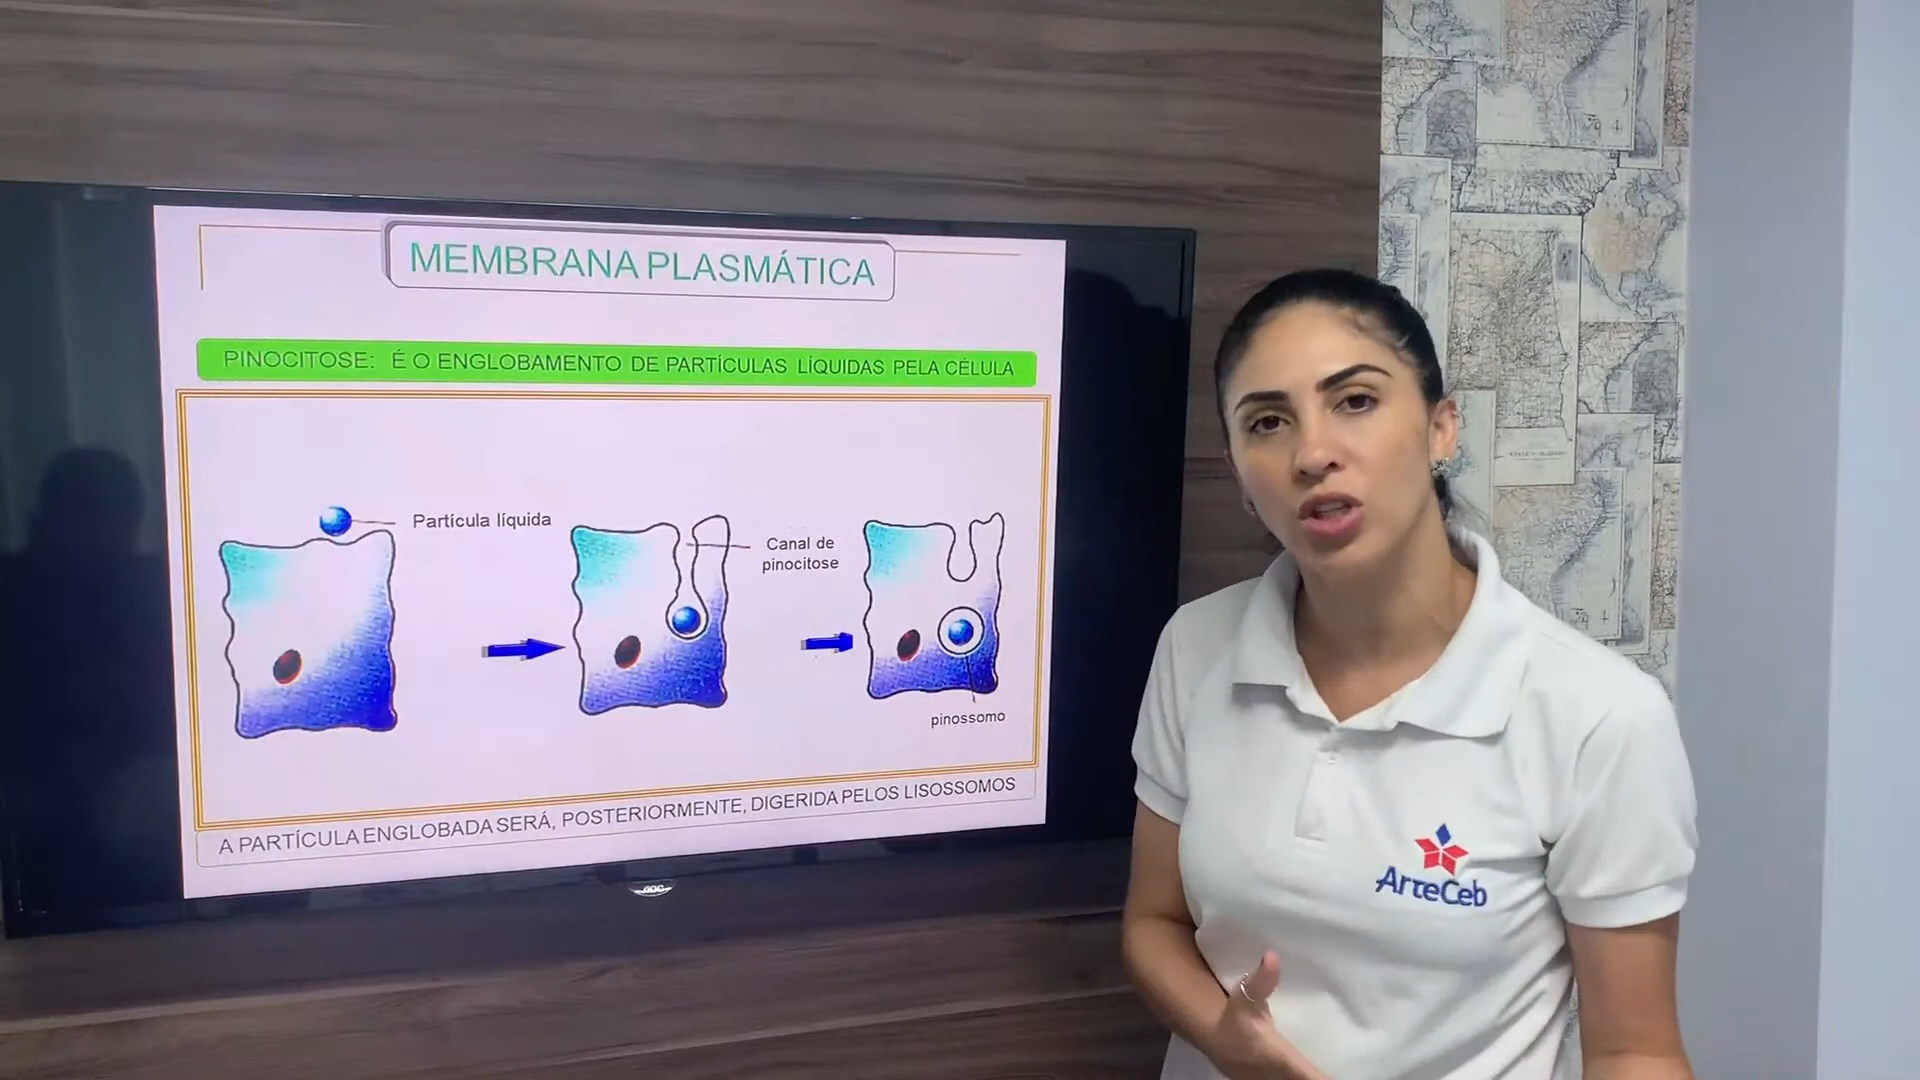 MEMBRANA PLASMÁTICA
PINOCITOSE: É O ENGLOBAMENTO DE PARTÍCULAS LÍQUIDAS PELA CÉLULA
Partícula líquida
Canal de
pinocitose
pinossomo
A PARTÍCULA ENGLOBADA SERÁ, POSTERIORMENTE, DIGERIDA PELOS LISOSSOMOS
AOC
ArteCeb